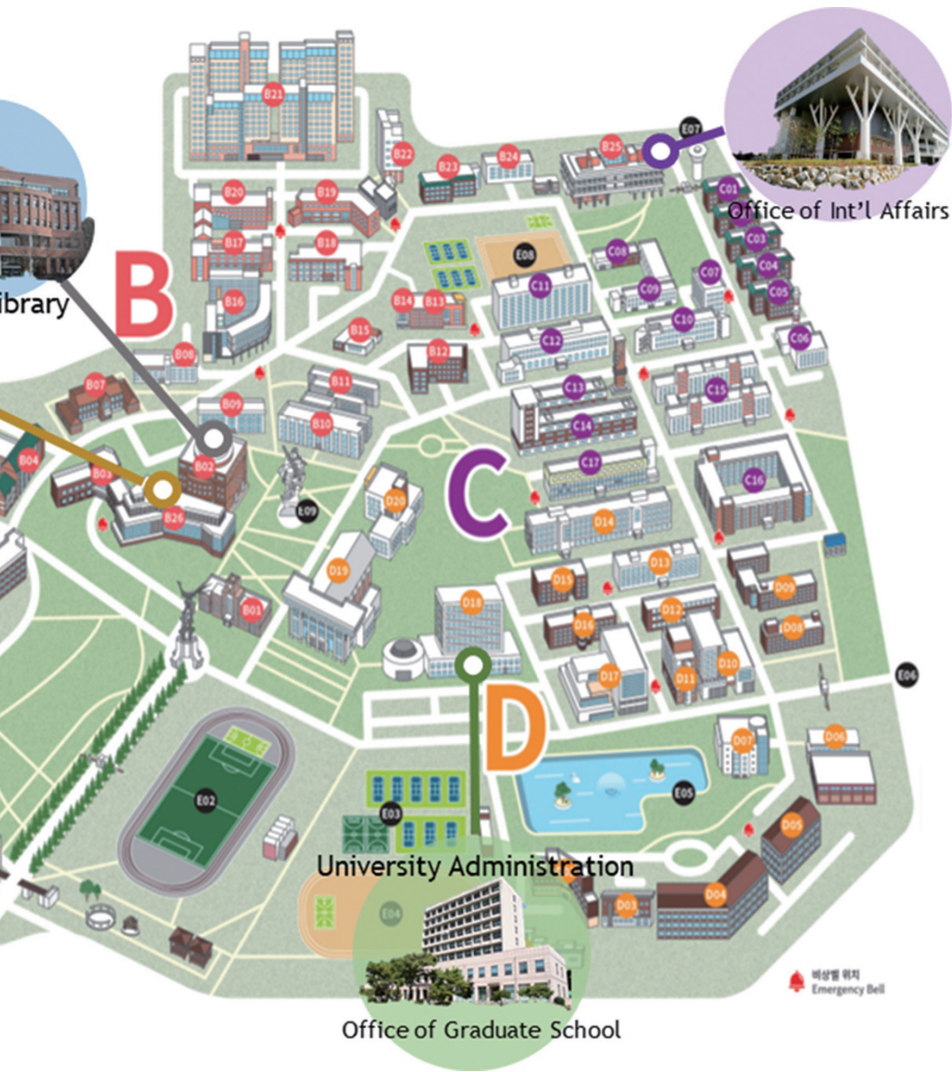 B21
B22
B23
B24
B25
E07
Office of Int'l Affairs
C01
C03
C04
C05
C06
B20
B19
B17
B18
B16
E08
C08
C07
C09
C11
C10
B14
B13
B15
C12
B12
ibrary
B
B08
B07
B11
B09
B10
C13
C14
C15
B04
B03
B02
C17
C16
C
B26
E09
D20
D14
D19
D13
D15
D09
B01
D18
D12
D16
D08
D17
D11
D10
E06
D
D07
D06
E02
E05
E03
D05
University Administration
D04
D03
E04
Office of Graduate School
비상벨 위치
Emergency Bell